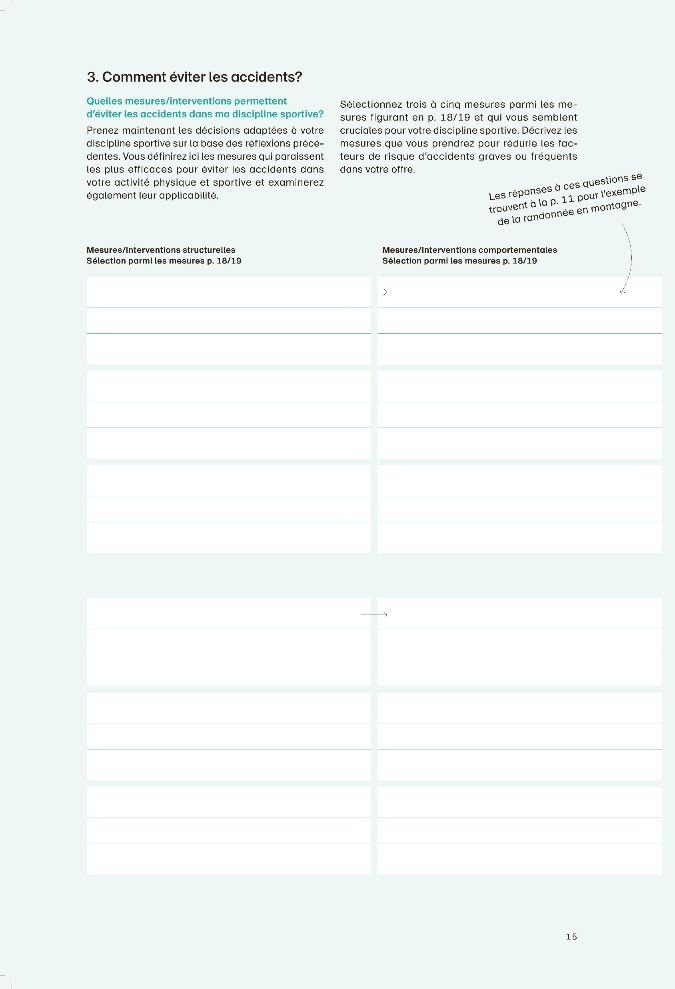 3. Comment éviter les accidents?
Quelles mesures/interventions permettent
d'éviter les accidents dans ma discipline sportive?
Prenez maintenant les décisions adaptées à votre
discipline sportive sur la base des réflexions précé-
dentes. Vous définirez ici les mesures qui paraissent
les plus efficaces pour éviter les accidents dans
votre activité physique et sportive et examinerez
également leur applicabilité.
Sélectionnez trois à cinq mesures parmi les me-
sures figurant en p. 18/19 et qui vous semblent
cruciales pour votre discipline sportive. Décrivez les
mesures que vous prendrez pour réduire les fac-
teurs de risque d'accidents graves ou fréquents
dans votre offre.
Les réponses à ces questions se
trouvent à la p. 11 pour l'exemple
de la randonnée en montagne.
Mesures/interventions structurelles
Sélection parmi les mesures p. 18/19
Mesures/interventions comportementales
Sélection parmi les mesures p. 18/19
15